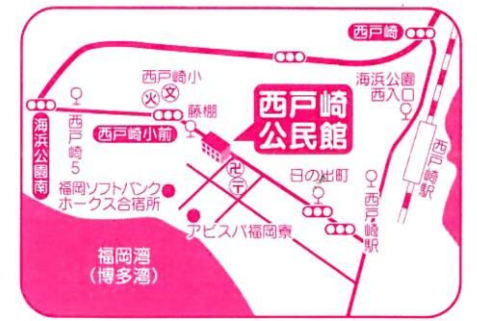 西戸崎
海浜公園
西入口
西戸崎小
文
火
藤棚
西戸崎
公民館
海浜公園南
西戸崎5
西戸崎小前
卍
〒
日の出町
西戸崎駅
西戸崎駅
福岡ソフトバンク
ホークス合宿所
アビスパ福岡寮
福岡湾
(博多湾)